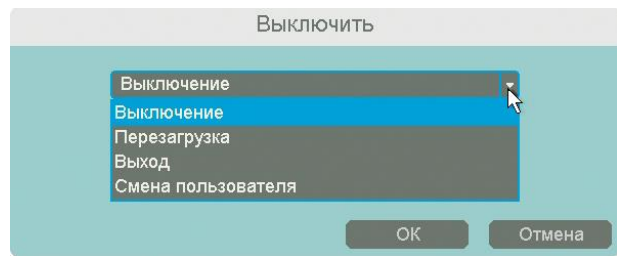 Выключить
Выключение
Выключение
Перезагрузка
Выход
Смена пользователя
OK Отмена